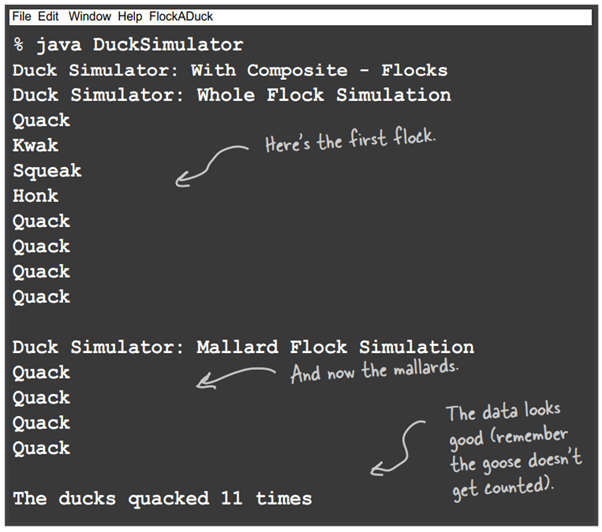 File Edit Window Help FlockADuck
% java DuckSimulator
Duck Simulator: With Composite - Flocks
Duck Simulator: Whole Flock Simulation
Quack
Kwak
Squeak
Honk
Quack
Quack
Quack
Quack
Here's the first flock.
Duck Simulator: Mallard Flock Simulation
Quack
Quack
Quack
Quack
And now the mallards.
The ducks quacked 11 times
The data looks
good (remember
the goose doesn't
get counted).